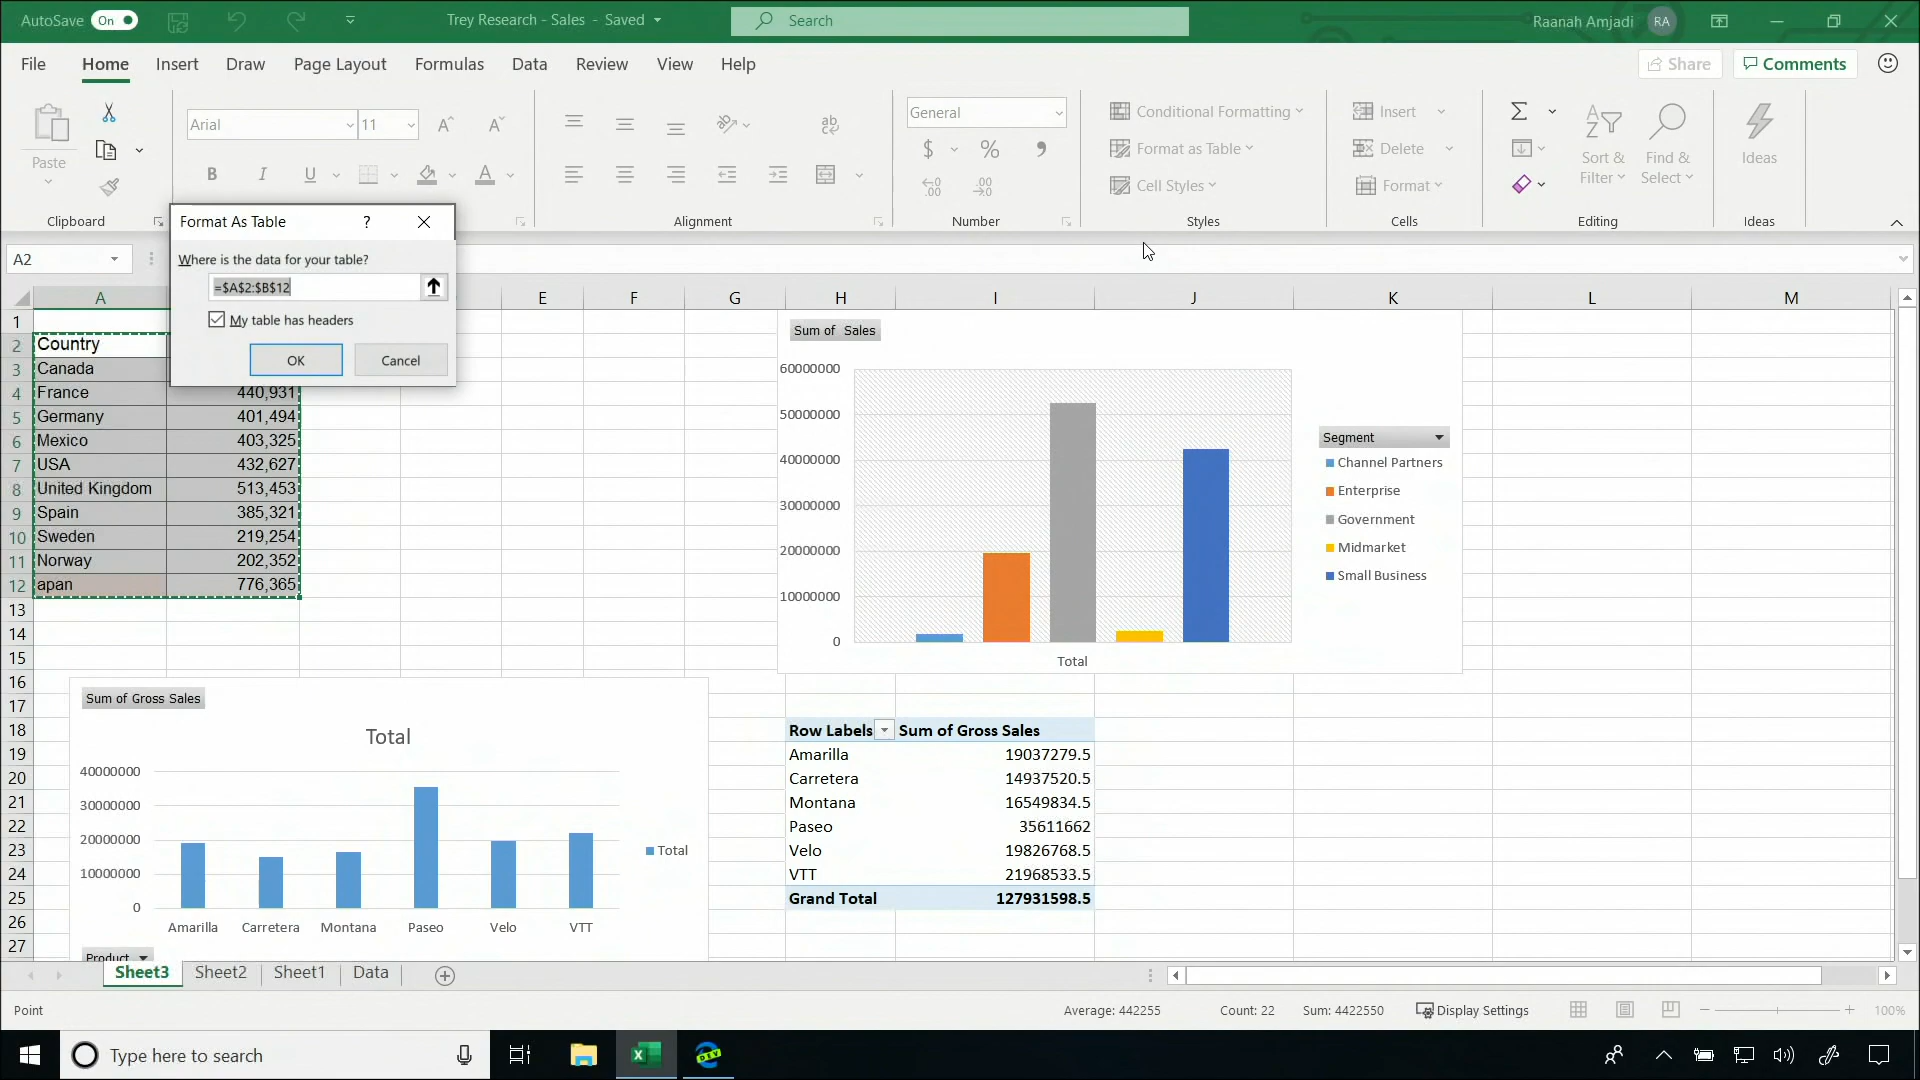 AutoSave On
Trey Research - Sales - Saved
Search
Raanah Amjadi RA
File Home Insert Draw Page Layout Formulas Data Review View Help
Share Comments
Paste
Arial 11
B I U A
ab
General
$ % ,
Conditional Formatting
Format as Table
Cell Styles
Insert
Delete
Format
Sort & Filter
Find & Select
Ideas
Clipboard Alignment Number Styles Cells Editing Ideas
A2
Format As Table ?
Where is the data for your table?
=$A$2:$B$12
My table has headers
OK Cancel
A E F G H I J K L M
1
2 Country
3 Canada
4 France 440,931
5 Germany 401,494
6 Mexico 403,325
7 USA 432,627
8 United Kingdom 513,453
9 Spain 385,321
10 Sweden 219,254
11 Norway 202,352
12 apan 776,365
13
14
15
16
17
18
19
20
21
22
23
24
25
26
27
Sum of Sales
60000000
50000000
40000000
30000000
20000000
10000000
0
Total
Segment
Channel Partners
Enterprise
Government
Midmarket
Small Business
Sum of Gross Sales
Total
40000000
30000000
20000000
10000000
0
Amarilla Carretera Montana Paseo Velo VTT
Total
Product
Row Labels Sum of Gross Sales
Amarilla 19037279.5
Carretera 14937520.5
Montana 16549834.5
Paseo 35611662
Velo 19826768.5
VTT 21968533.5
Grand Total 127931598.5
Sheet3 Sheet2 Sheet1 Data
Point
Average: 442255 Count: 22 Sum: 4422550 Display Settings 100%
Type here to search